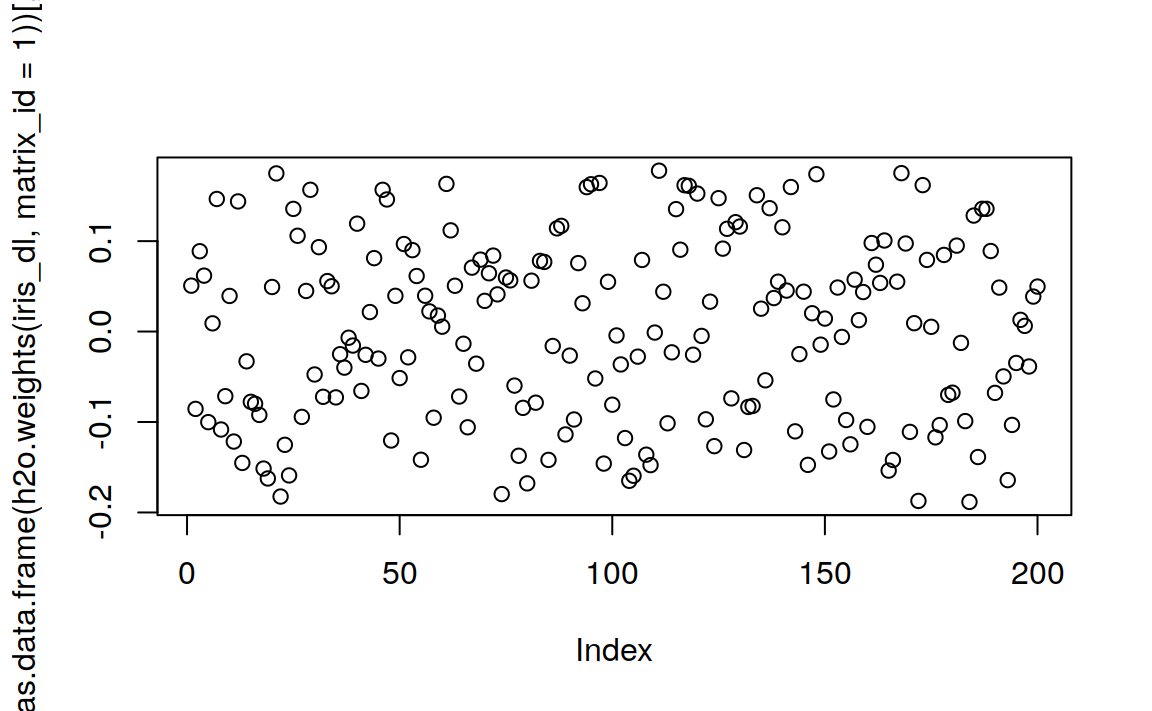 as.data.frame(h2o.weights(iris_dl, matrix_id = 1))[
0.1
0.0
-0.1
-0.2
0 50 100 150 200
Index